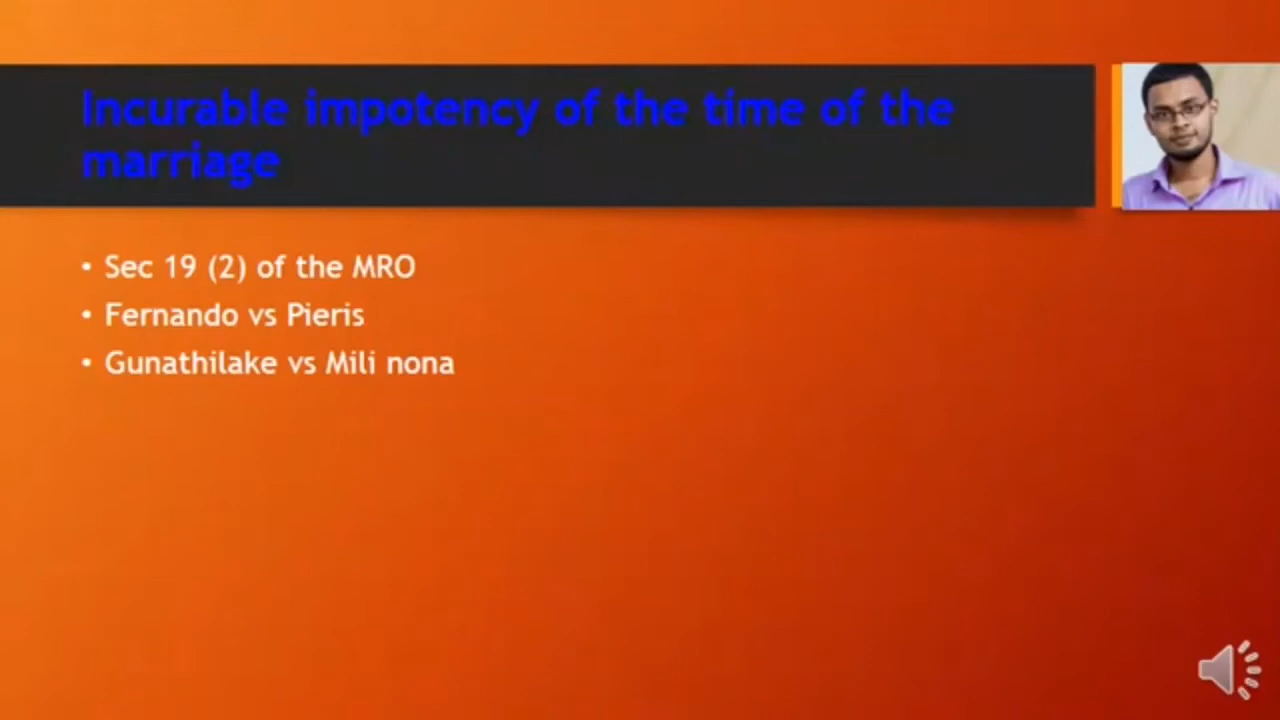 Incurable impotency of the time of the
marriage
• Sec 19 (2) of the MRO
• Fernando vs Pieris
• Gunathilake vs Mili nona